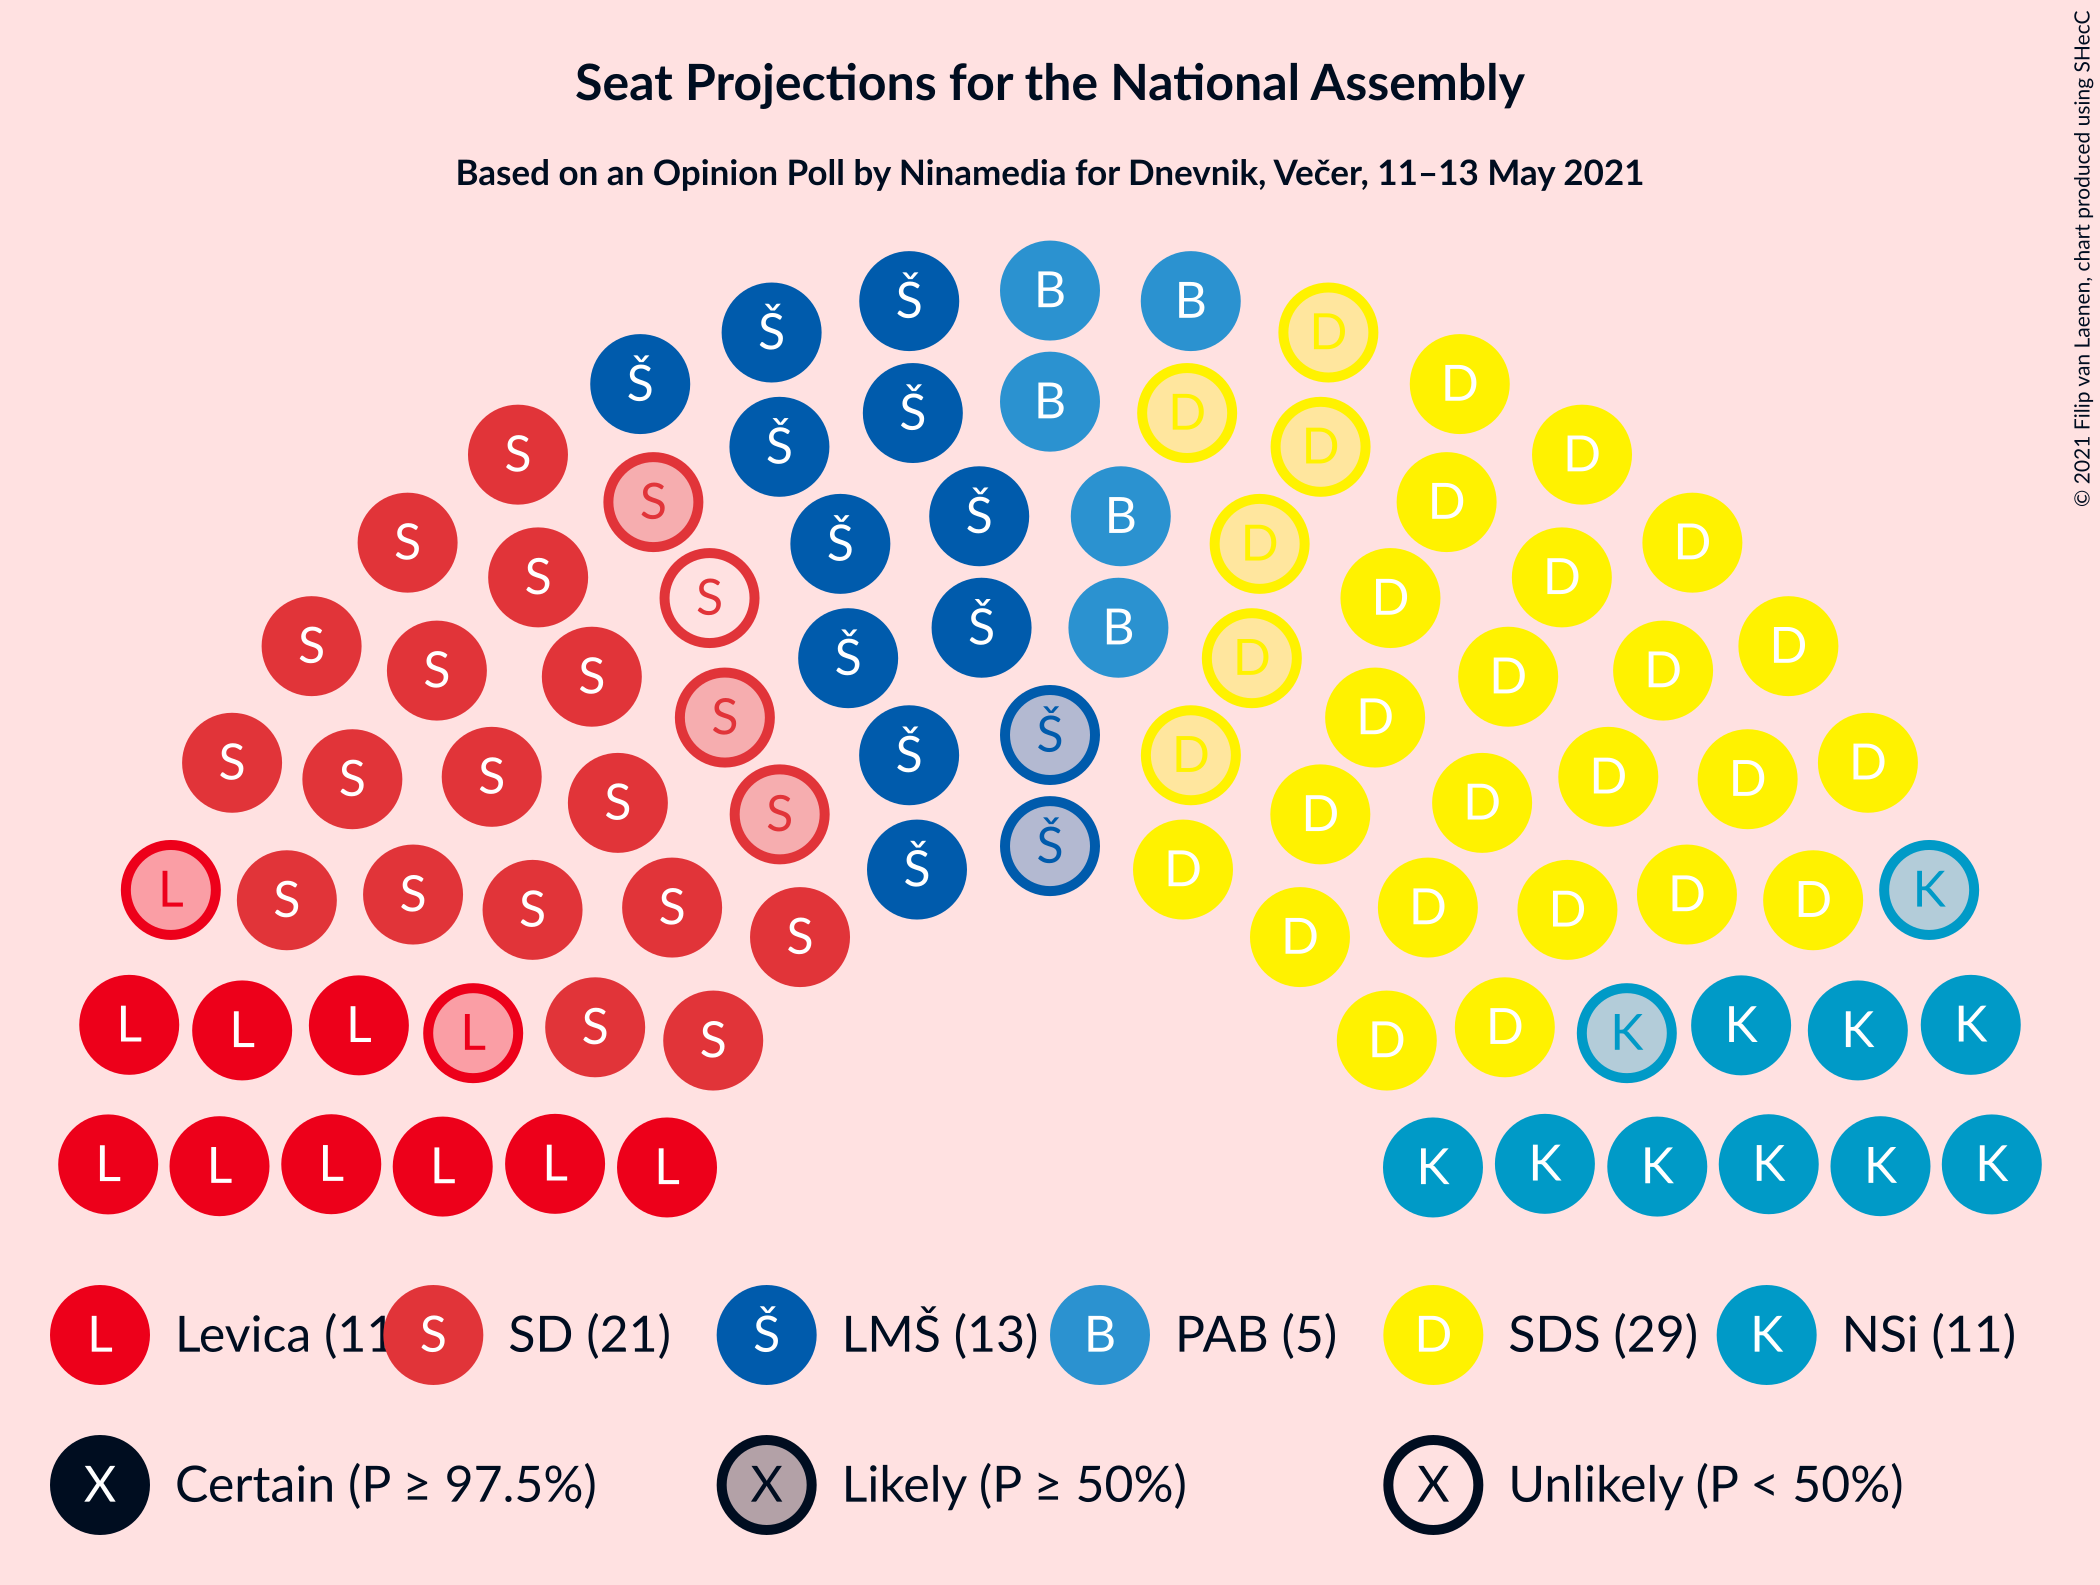 Seat Projections for the National Assembly
Based on an Opinion Poll by Ninamedia for Dnevnik, Večer, 11–13 May 2021
© 2021 Filip van Laenen, chart produced using SHecC
Š Š B B D
Š D
Š Š B D D
S S D D
Š Š B D
S S S D D D
Š Š B D
S S S S Š Š D D D D D
S S S S S Š Š D D D D D D
L S S S S S D D D D D K
L L L L S S D D K K K K
L L L L L L K K K K K K
L Levica (11 S SD (21) Š LMŠ (13) B PAB (5) D SDS (29) K NSi (11)
X Certain (P ≥ 97.5%) X Likely (P ≥ 50%) X Unlikely (P < 50%)